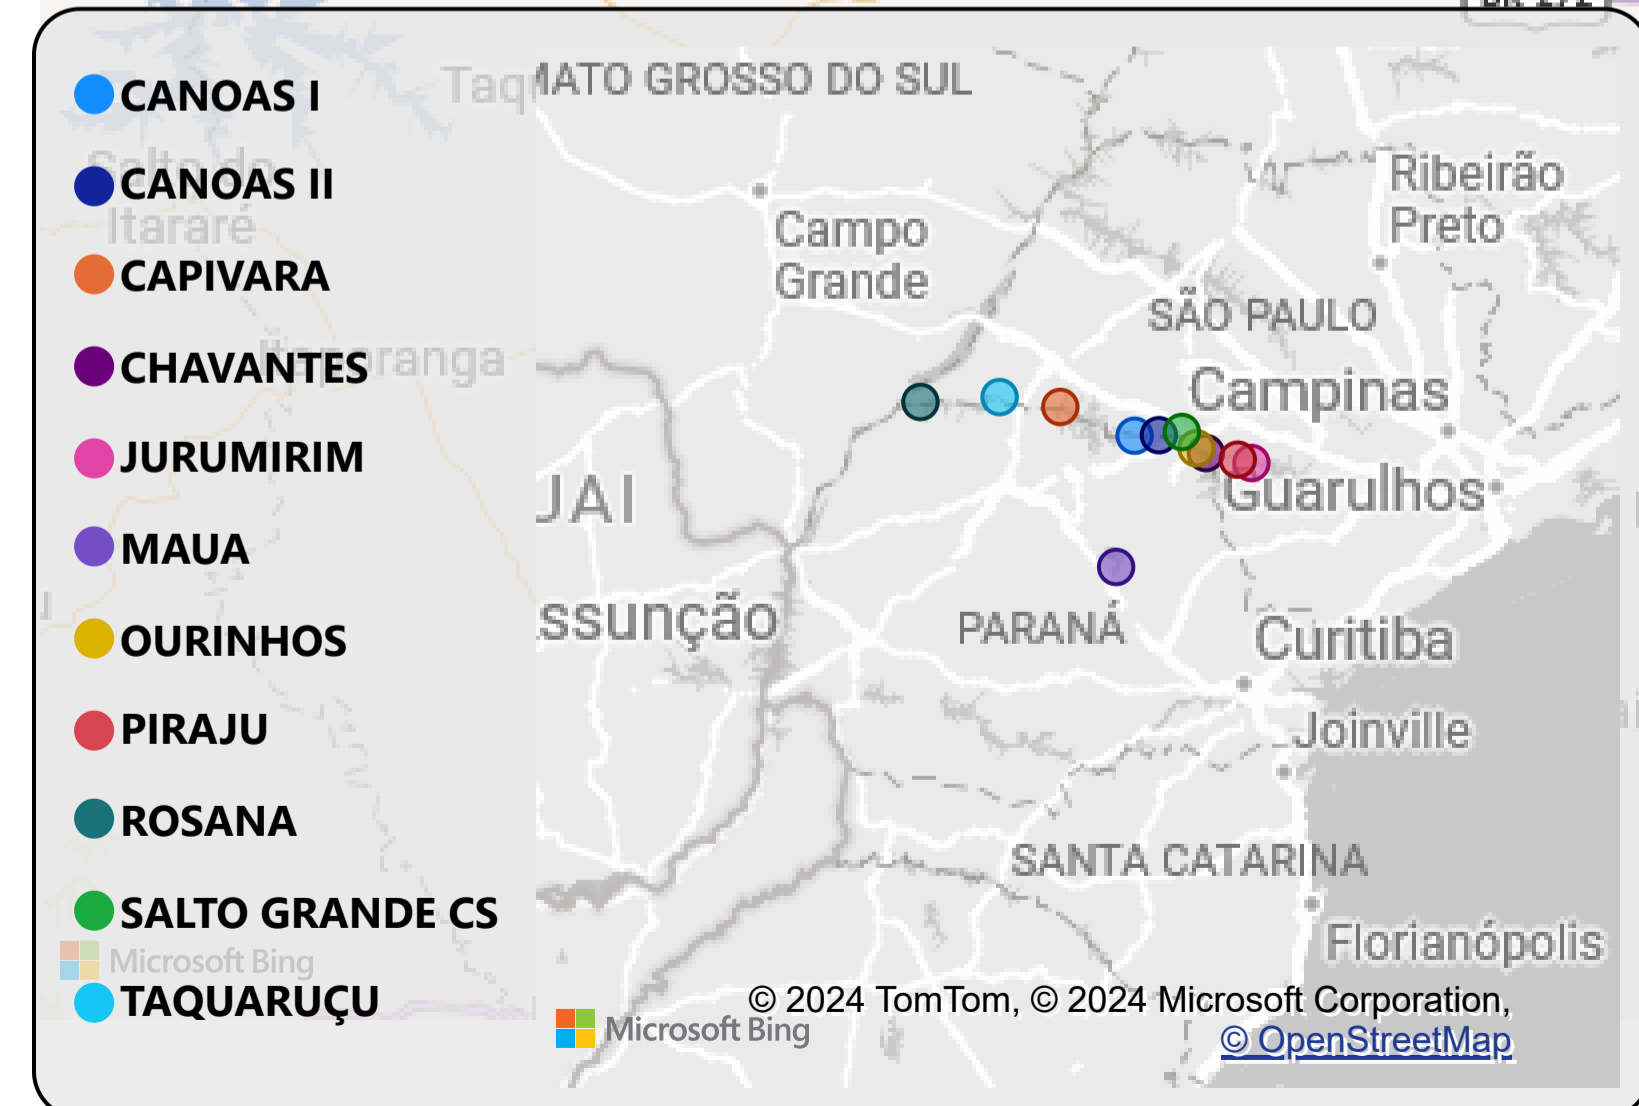 CANOAS I
CANOAS II
CAPIVARA
CHAVANTES
JURUMIRIM
MAUA
OURINHOS
PIRAJU
ROSANA
SALTO GRANDE CS
TAQUARUÇU
Itararé
Microsoft Bing
MATO GROSSO DO SUL
Campo
Grande
Ribeirão
Preto
SÃO PAULO
Campinas
Guarulhos
UAI
ssunção
PARANÁ
Curitiba
Joinville
SANTA CATARINA
Florianópolis
Microsoft Bing
© 2024 TomTom, © 2024 Microsoft Corporation,
© OpenStreetMap